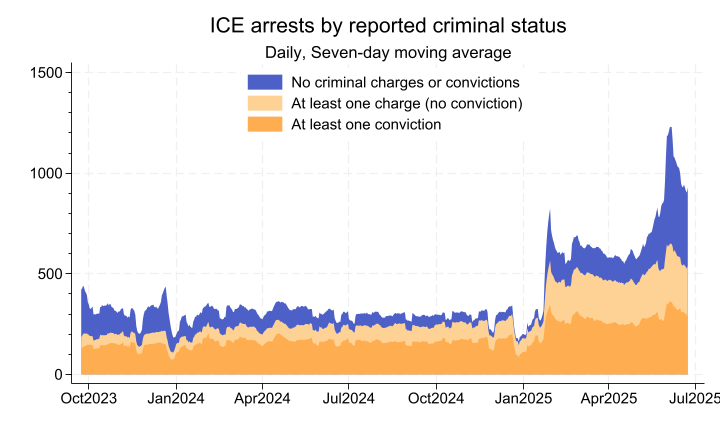 ICE arrests by reported criminal status
Daily, Seven-day moving average
No criminal charges or convictions
At least one charge (no conviction)
At least one conviction
1500
1000
500
0
Oct2023 Jan2024 Apr2024 Jul2024 Oct2024 Jan2025 Apr2025 Jul2025